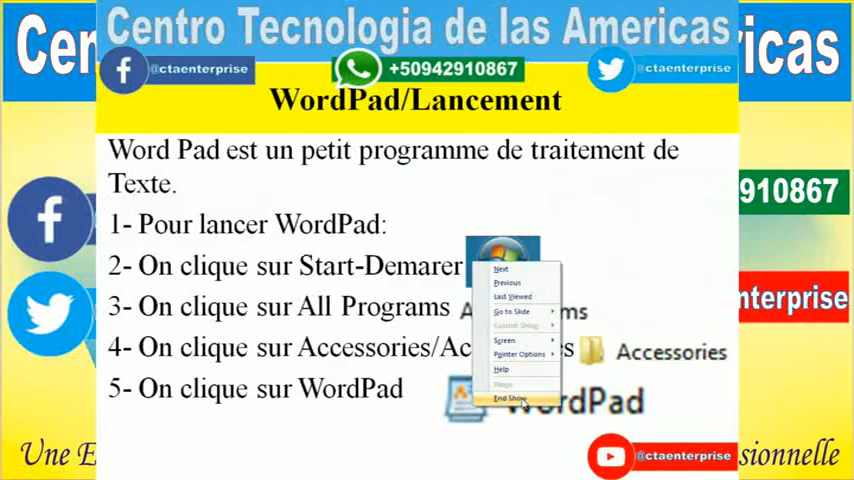 Centro Tecnologia de las Americas
Cen
ricas
@ctaenterprise
+50942910867
@ctaenterprise
WordPad/Lancement
Word Pad est un petit programme de traitement de
Texte.
910867
1- Pour lancer WordPad:
2- On clique sur Start-Demarer
Next
Previous
Last Viewed
3- On clique sur All Programs
A
ms
nterprise
Go to Slide
Custom Show
Screen
4- On clique sur Accessories/Ac
s
Accessories
Pointer Options
Help
Pause
5- On clique sur WordPad
End Show
WordPad
Une E
@ctaenterprise
sionnelle